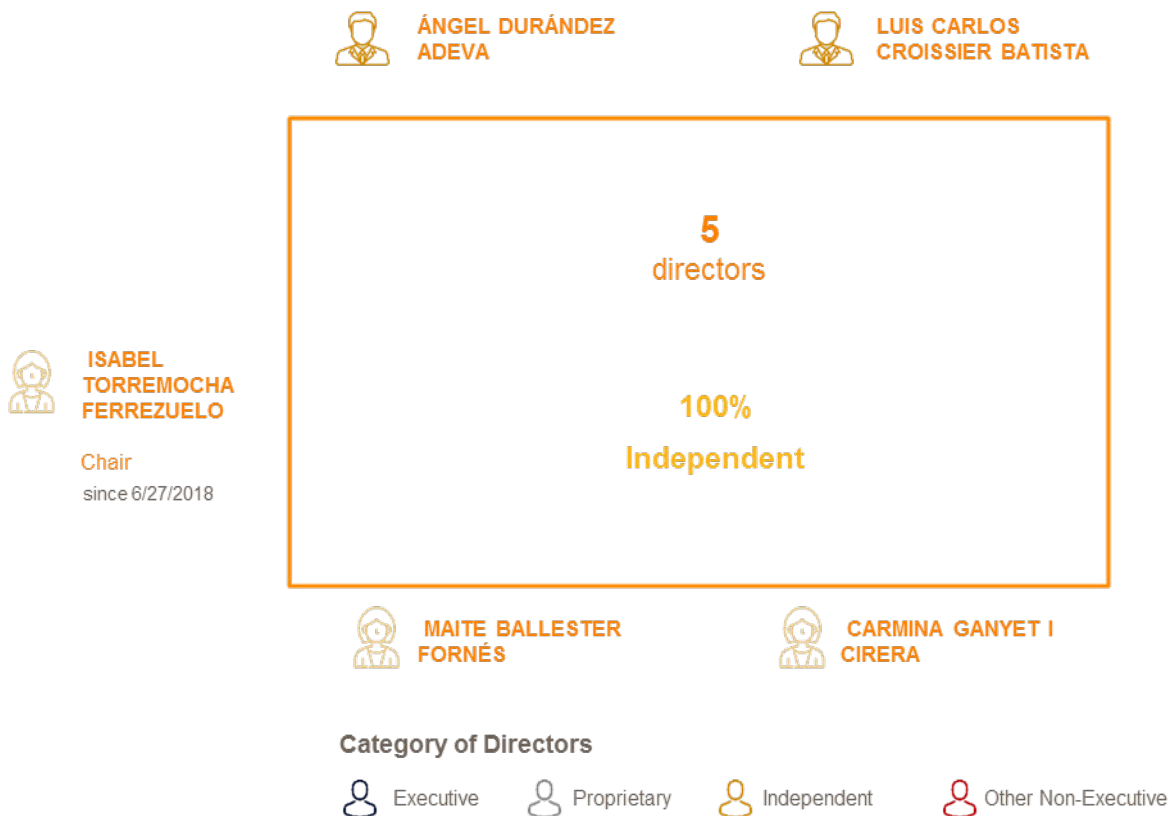 ÁNGEL DURÁNDEZ
ADEVA
LUIS CARLOS
CROISSIER BATISTA
5
directors
ISABEL
TORREMOCHA
FERREZUELO
Chair
since 6/27/2018
100%
Independent
MAITE BALLESTER
FORNÉS
CARMINA GANYET I
CIRERA
Category of Directors
Executive
Proprietary
Independent
Other Non-Executive